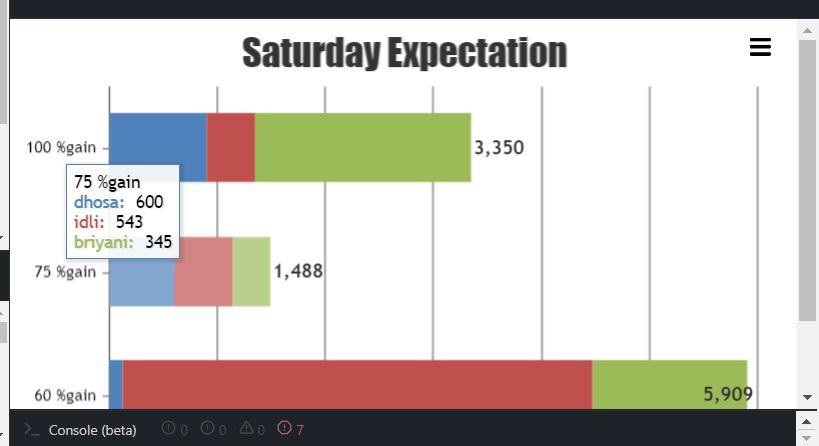 Saturday Expectation
100 %gain
3,350
75 %gain
dhosa: 600
idli: 543
briyani: 345
75 %gain
1,488
60 %gain
5,909
>_ Console (beta) 0 0 0 7